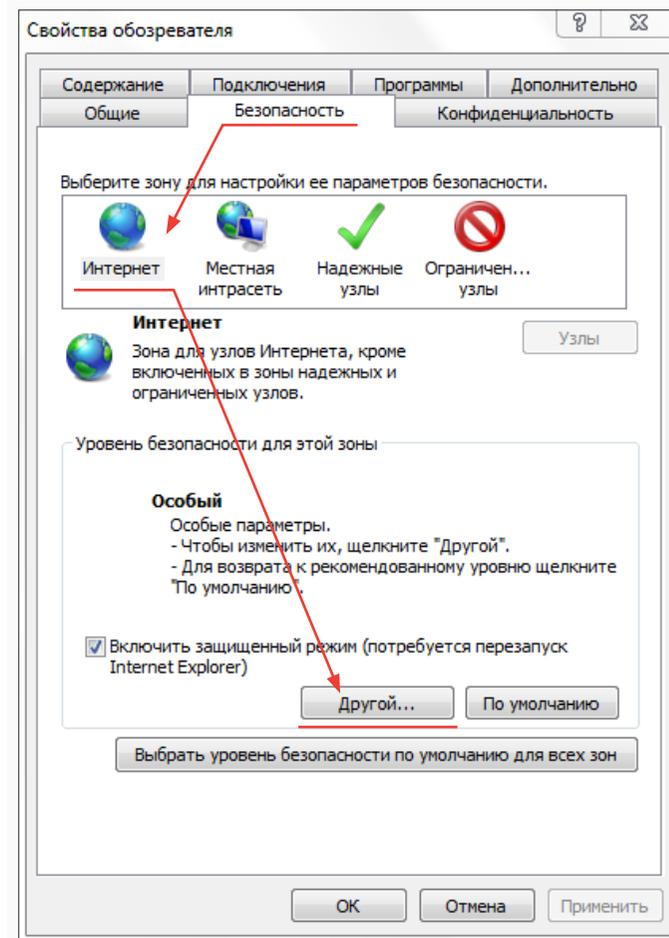 Свойства обозревателя
Содержание Подключения Программы Дополнительно
Общие Безопасность Конфиденциальность
Выберите зону для настройки ее параметров безопасности.
Интернет Местная Надежные Ограничен...
интрасеть узлы узлы
Интернет
Узлы
Зона для узлов Интернета, кроме
включенных в зоны надежных и
ограниченных узлов.
Уровень безопасности для этой зоны
Особый
Особые параметры.
- Чтобы изменить их, щелкните "Другой".
- Для возврата к рекомендованному уровню щелкните
"По умолчанию".
Включить защищенный режим (потребуется перезапуск
Internet Explorer)
Другой... По умолчанию
Выбрать уровень безопасности по умолчанию для всех зон
ОК Отмена Применить